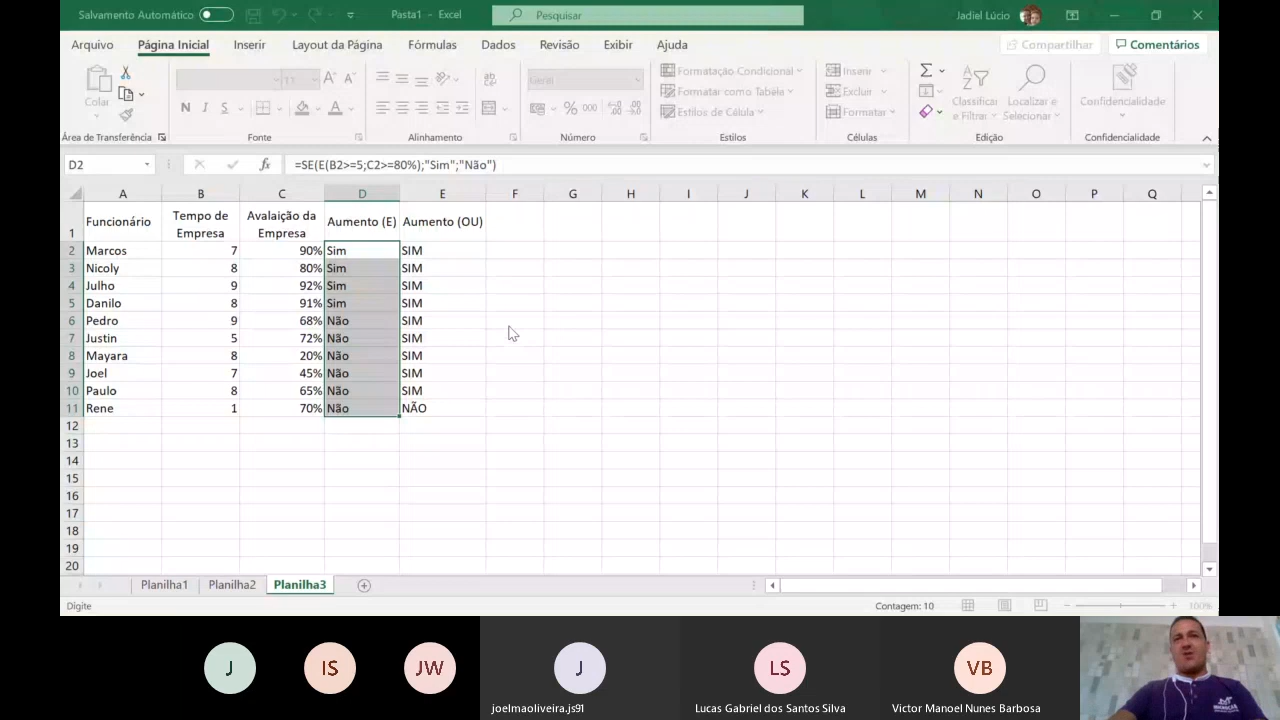 Salvamento Automático
Pasta1 - Excel
Pesquisar
Jadiel Lúcio
Arquivo Página Inicial Inserir Layout da Página Fórmulas Dados Revisão Exibir Ajuda
Compartilhar Comentários
Colar
11
Geral
000
Formatação Condicional
Formatar como Tabela
Estilos de Célula
Inserir
Excluir
Formatar
Classificar e Filtrar
Localizar e Selecionar
Confidencialidade
Área de Transferência Fonte Alinhamento Número Estilos Células Edição Confidencialidade
D2 fx =SE(E(B2>=5;C2>=80%);"Sim";"Não")
A B C D E F G H I J K L M N O P Q
1 Funcionário Tempo de Empresa Avalaição da Empresa Aumento (E) Aumento (OU)
2 Marcos 7 90% Sim SIM
3 Nicoly 8 80% Sim SIM
4 Julho 9 92% Sim SIM
5 Danilo 8 91% Sim SIM
6 Pedro 9 68% Não SIM
7 Justin 5 72% Não SIM
8 Mayara 8 20% Não SIM
9 Joel 7 45% Não SIM
10 Paulo 8 65% Não SIM
11 Rene 1 70% Não NÃO
12
13
14
15
16
17
18
19
20
Planilha1 Planilha2 Planilha3
Digite
Contagem: 10
100%
J IS JW J LS VB
joelmaoliveira.js91 Lucas Gabriel dos Santos Silva Victor Manoel Nunes Barbosa